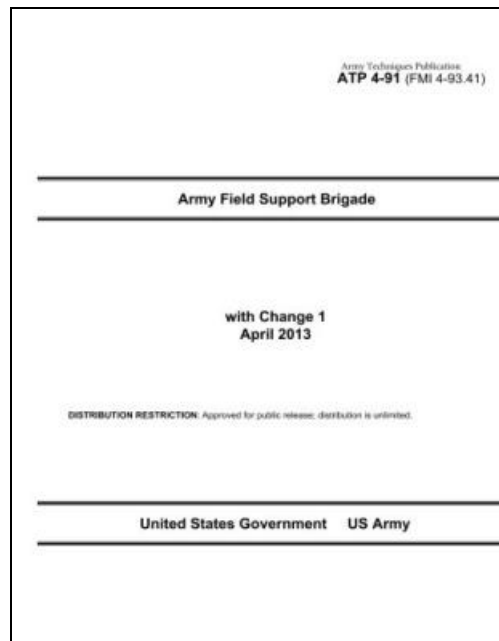 Army Techniques Publication
ATP 4-91 (FMI 4-93.41)
Army Field Support Brigade
with Change 1
April 2013
DISTRIBUTION RESTRICTION: Approved for public release; distribution is unlimited.
United States Government US Army